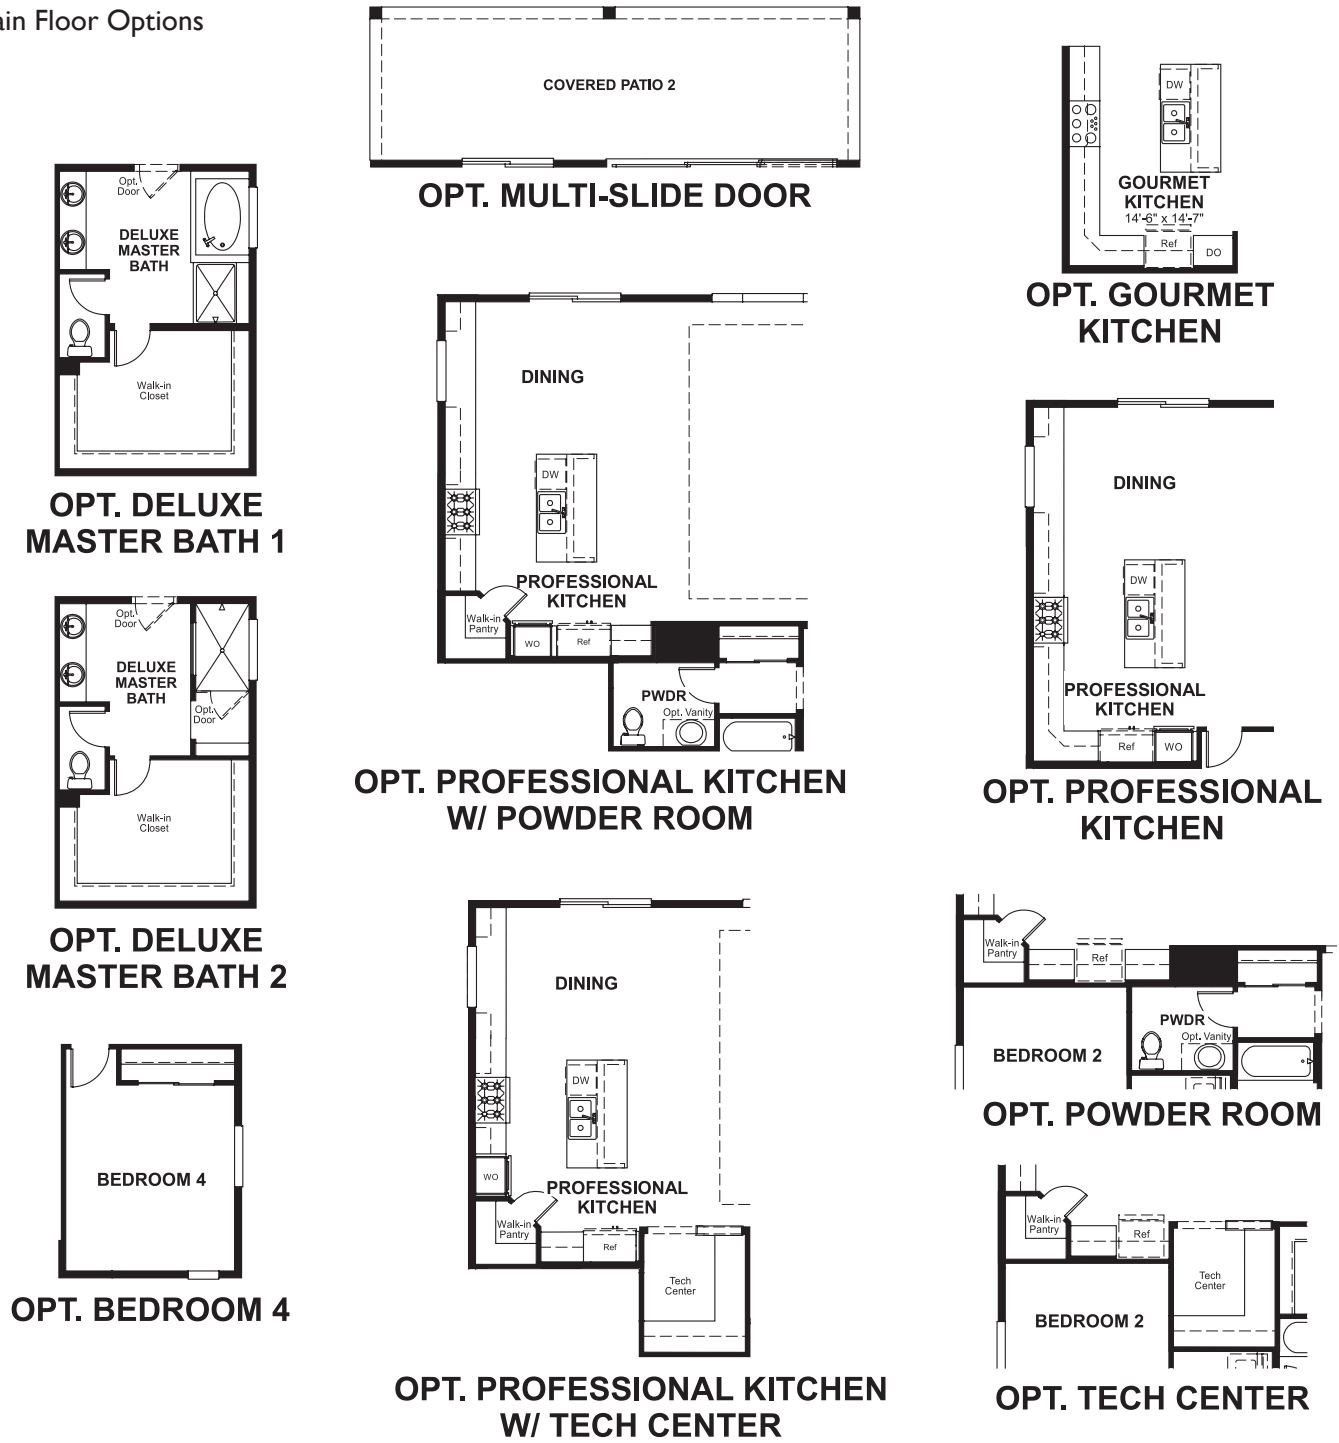 ain Floor Options
COVERED PATIO 2
OPT. MULTI-SLIDE DOOR
DW
GOURMET
KITCHEN
14'-6" x 14'-7"
Ref
DO
OPT. GOURMET
KITCHEN
Opt.
Door
DELUXE
MASTER
BATH
Walk-in
Closet
OPT. DELUXE
MASTER BATH 1
DINING
DW
PROFESSIONAL
KITCHEN
Walk-in
Pantry
WO
Ref
PWDR
Opt. Vanity
OPT. PROFESSIONAL KITCHEN
W/ POWDER ROOM
DINING
DW
PROFESSIONAL
KITCHEN
Ref
WO
OPT. PROFESSIONAL
KITCHEN
Opt.
Door
DELUXE
MASTER
BATH
Opt.
Door
Walk-in
Closet
OPT. DELUXE
MASTER BATH 2
DINING
DW
WO
PROFESSIONAL
KITCHEN
Walk-in
Pantry
Ref
Tech
Center
OPT. PROFESSIONAL KITCHEN
W/ TECH CENTER
Walk-in
Pantry
Ref
PWDR
Opt. Vanity
BEDROOM 2
OPT. POWDER ROOM
BEDROOM 4
OPT. BEDROOM 4
Walk-in
Pantry
Ref
Tech
Center
BEDROOM 2
OPT. TECH CENTER